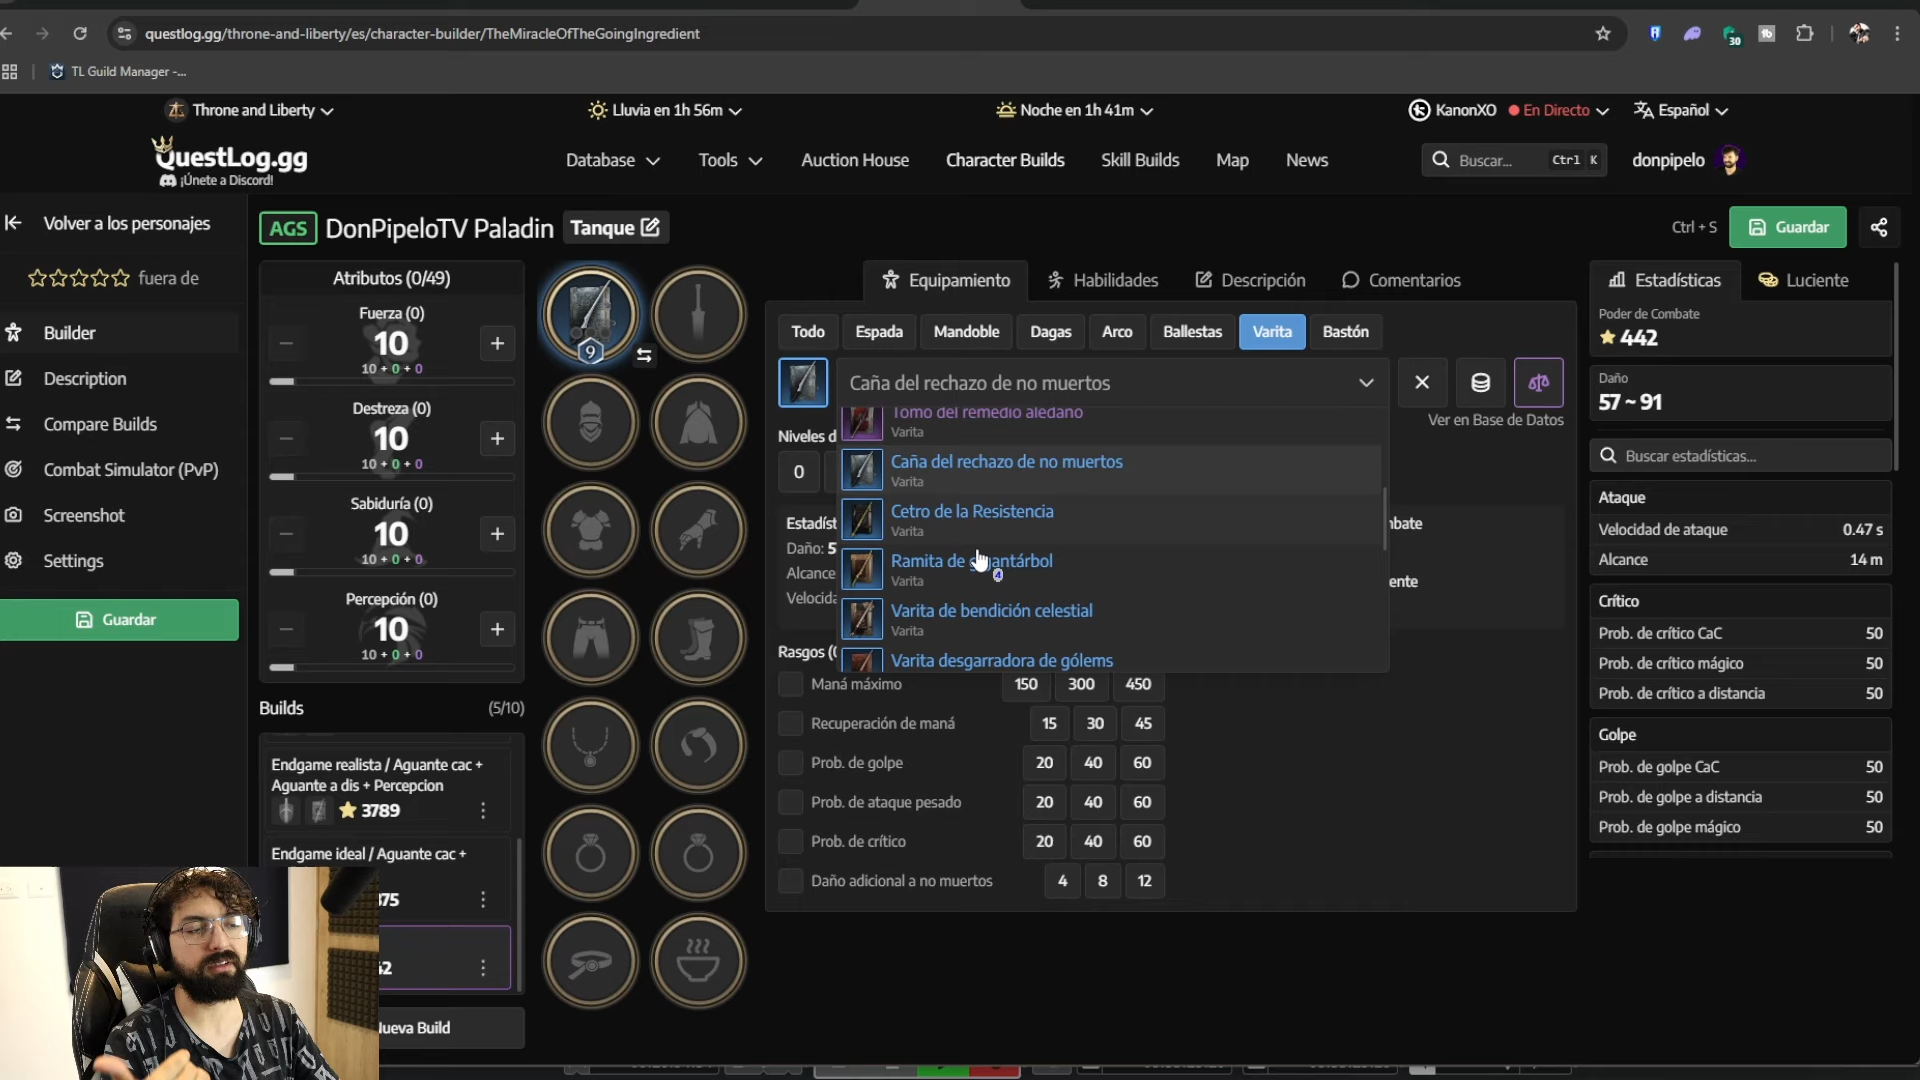 questlog.gg/throne-and-liberty/es/character-builder/TheMiracleOfTheGoingIngredient
30
TL Guild Manager -...
Throne and Liberty
Lluvia en 1h 56m
Noche en 1h 41m
KanonXO
En Directo
Español
QuestLog.gg
¡Únete a Discord!
Database
Tools
Auction House
Character Builds
Skill Builds
Map
News
Buscar...
Ctrl K
donpipelo
Volver a los personajes
fuera de
Builder
Description
Compare Builds
Combat Simulator (PvP)
Screenshot
Settings
Guardar
AGS
DonPipeloTV Paladin
Tanque
Ctrl + S
Guardar
Atributos (0/49)
Fuerza (0)
10
10 + 0 + 0
Destreza (0)
10
10 + 0 + 0
Sabiduría (0)
10
10 + 0 + 0
Percepción (0)
10
10 + 0 + 0
Builds
(5/10)
Endgame realista / Aguante cac +
Aguante a dis + Percepcion
3789
Endgame ideal / Aguante cac +
Build
9
Equipamiento
Habilidades
Descripción
Comentarios
Todo
Espada
Mandoble
Dagas
Arco
Ballestas
Varita
Bastón
Caña del rechazo de no muertos
Ver en Base de Datos
Niveles d
0
Tomo del remedio aledaño
Varita
Caña del rechazo de no muertos
Varita
Cetro de la Resistencia
Varita
Ramita de
antárbol
Varita
4
Varita de bendición celestial
Varita
Varita desgarradora de gólems
Estadís
Daño: 5
Alcance
Velocida
mbate
ente
Rasgos (0
Maná máximo
150
300
450
Recuperación de maná
15
30
45
Prob. de golpe
20
40
60
Prob. de ataque pesado
20
40
60
Prob. de crítico
20
40
60
Daño adicional a no muertos
4
8
12
Estadísticas
Luciente
Poder de Combate
442
Daño
57 ~ 91
Buscar estadísticas...
Ataque
Velocidad de ataque
0.47 s
Alcance
14 m
Crítico
Prob. de crítico CaC
50
Prob. de crítico mágico
50
Prob. de crítico a distancia
50
Golpe
Prob. de golpe CaC
50
Prob. de golpe a distancia
50
Prob. de golpe mágico
50